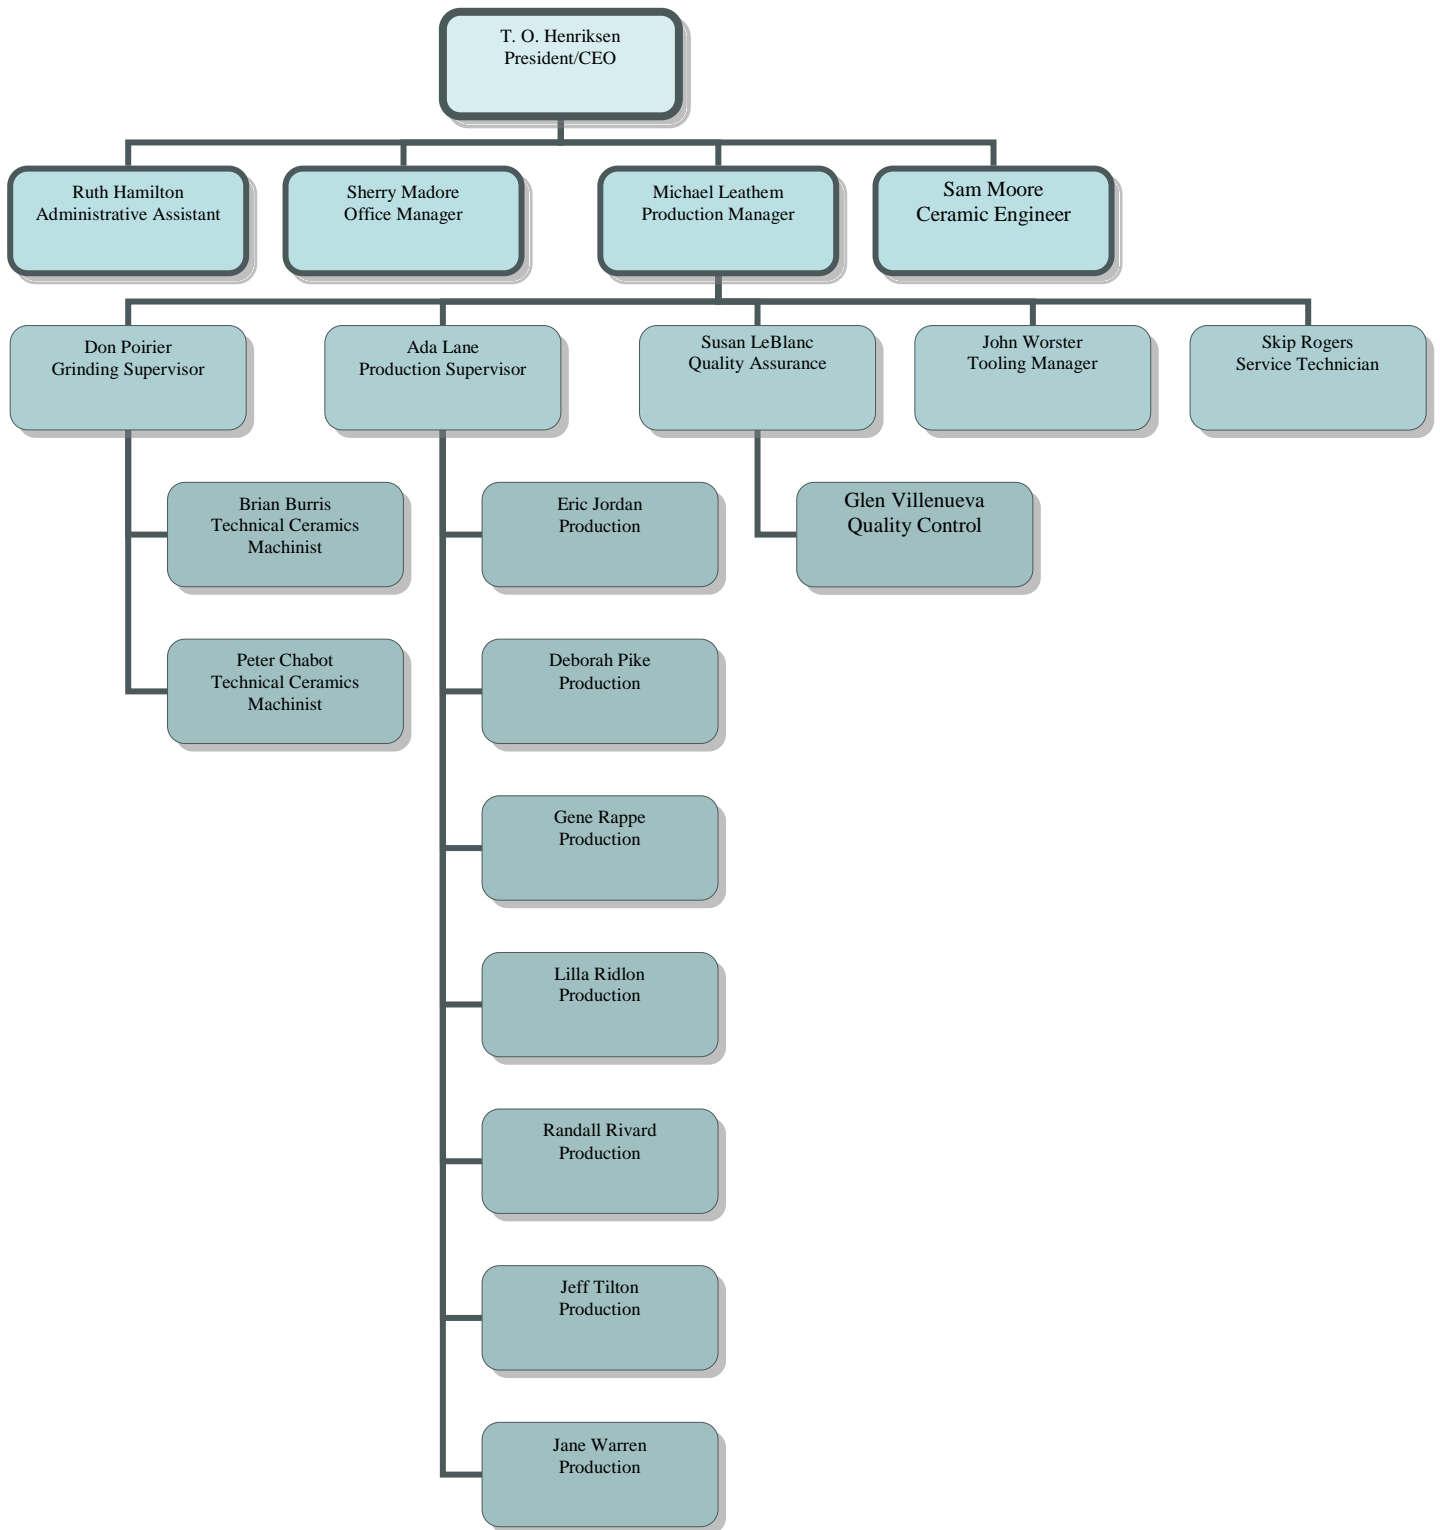 T. O. Henriksen
President/CEO
Ruth Hamilton
Administrative Assistant
Sherry Madore
Office Manager
Michael Leathem
Production Manager
Sam Moore
Ceramic Engineer
Don Poirier
Grinding Supervisor
Ada Lane
Production Supervisor
Susan LeBlanc
Quality Assurance
John Worster
Tooling Manager
Skip Rogers
Service Technician
Brian Burris
Technical Ceramics
Machinist
Peter Chabot
Technical Ceramics
Machinist
Eric Jordan
Production
Deborah Pike
Production
Gene Rappe
Production
Lilla Ridlon
Production
Randall Rivard
Production
Jeff Tilton
Production
Jane Warren
Production
Glen Villenueva
Quality Control